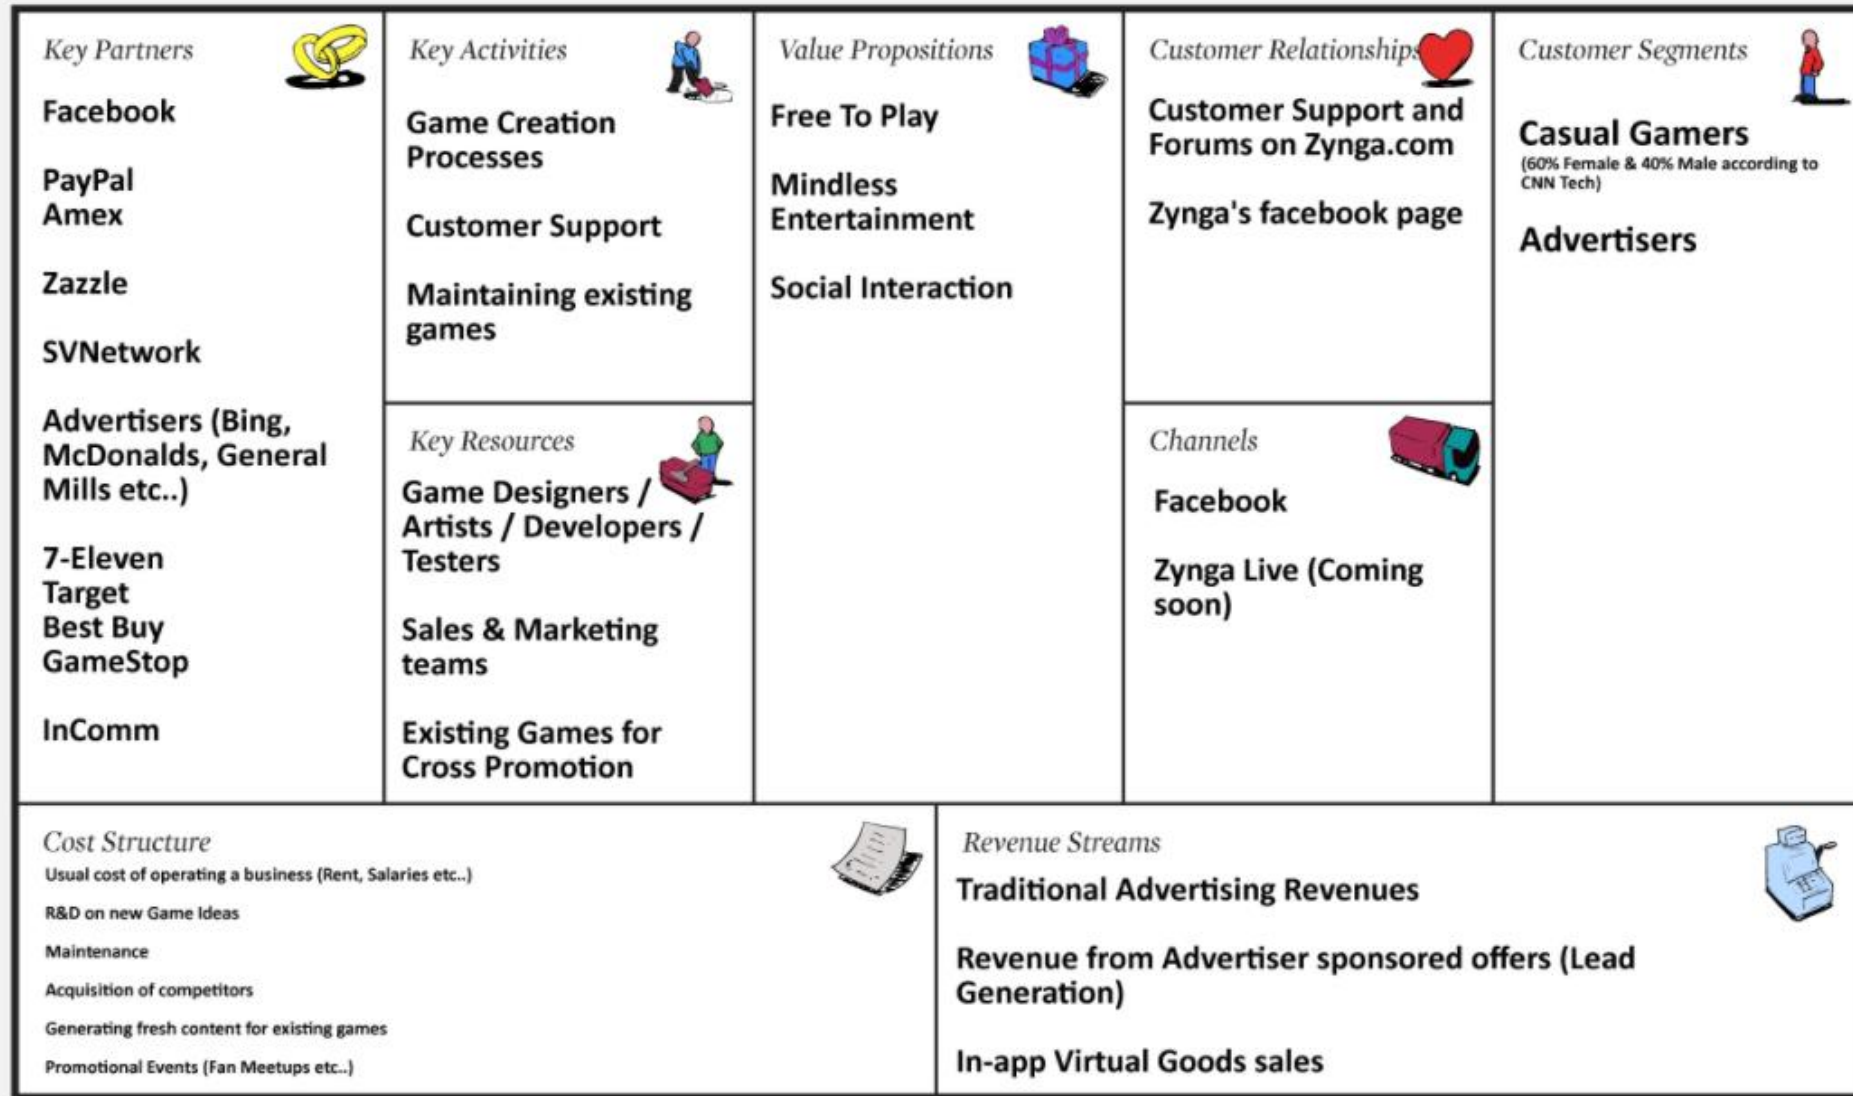 Key Partners
Facebook
PayPal
Amex
Zazzle
SVNetwork
Advertisers (Bing,
McDonalds, General
Mills etc..)
7-Eleven
Target
Best Buy
GameStop
InComm
Key Activities
Game Creation
Processes
Customer Support
Maintaining existing
games
Key Resources
Game Designers /
Artists / Developers /
Testers
Sales & Marketing
teams
Existing Games for
Cross Promotion
Value Propositions
Free To Play
Mindless
Entertainment
Social Interaction
Customer Relationships
Customer Support and
Forums on Zynga.com
Zynga's facebook page
Channels
Facebook
Zynga Live (Coming
soon)
Customer Segments
Casual Gamers
(60% Female & 40% Male according to
CNN Tech)
Advertisers
Cost Structure
Usual cost of operating a business (Rent, Salaries etc..)
R&D on new Game Ideas
Maintenance
Acquisition of competitors
Generating fresh content for existing games
Promotional Events (Fan Meetups etc..)
Revenue Streams
Traditional Advertising Revenues
Revenue from Advertiser sponsored offers (Lead
Generation)
In-app Virtual Goods sales